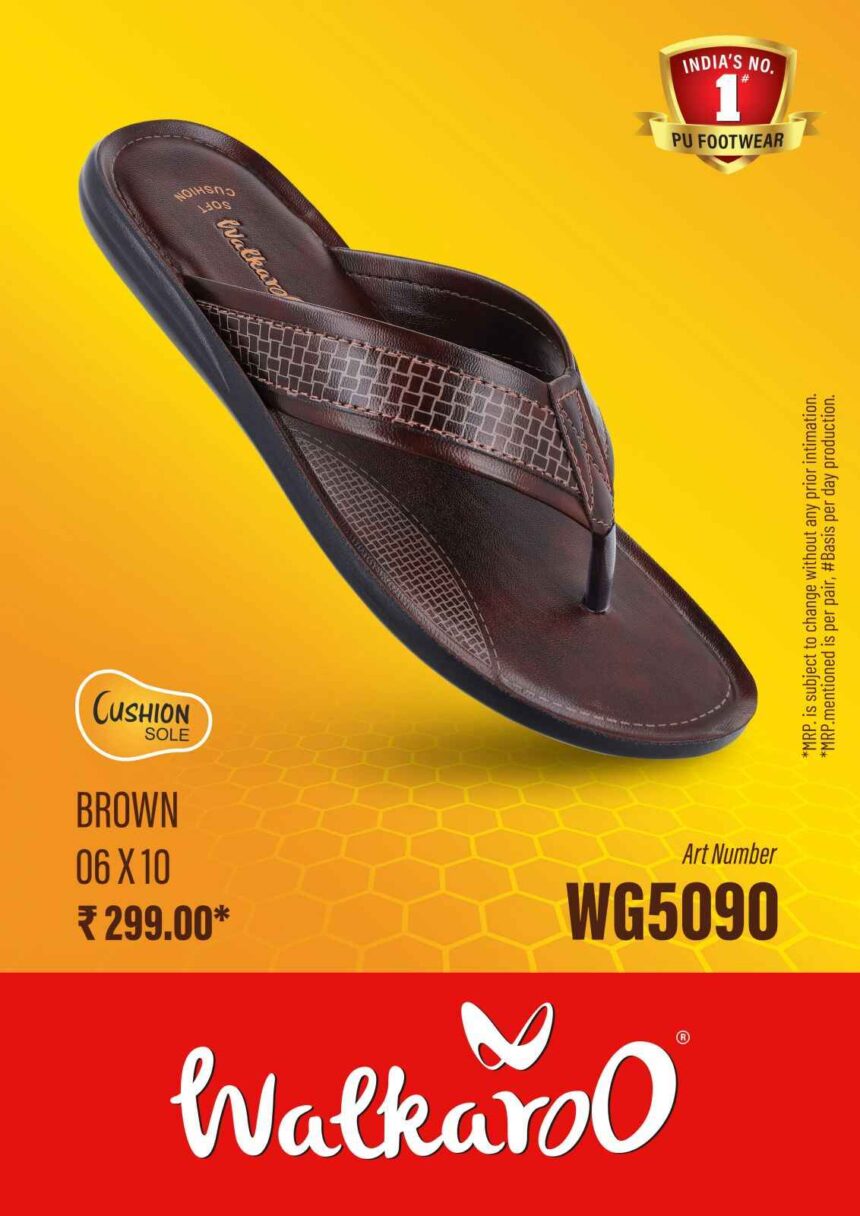 INDIA'S NO.
1#
PU FOOTWEAR
SOFT
CUSHION
Walkaroo
*MRP. is subject to change without any prior intimation.
*MRP.mentioned is per pair, #Basis per day production.
CUSHION
SOLE
BROWN
06 X 10
₹ 299.00*
Art Number
WG5090
Walkaroo®